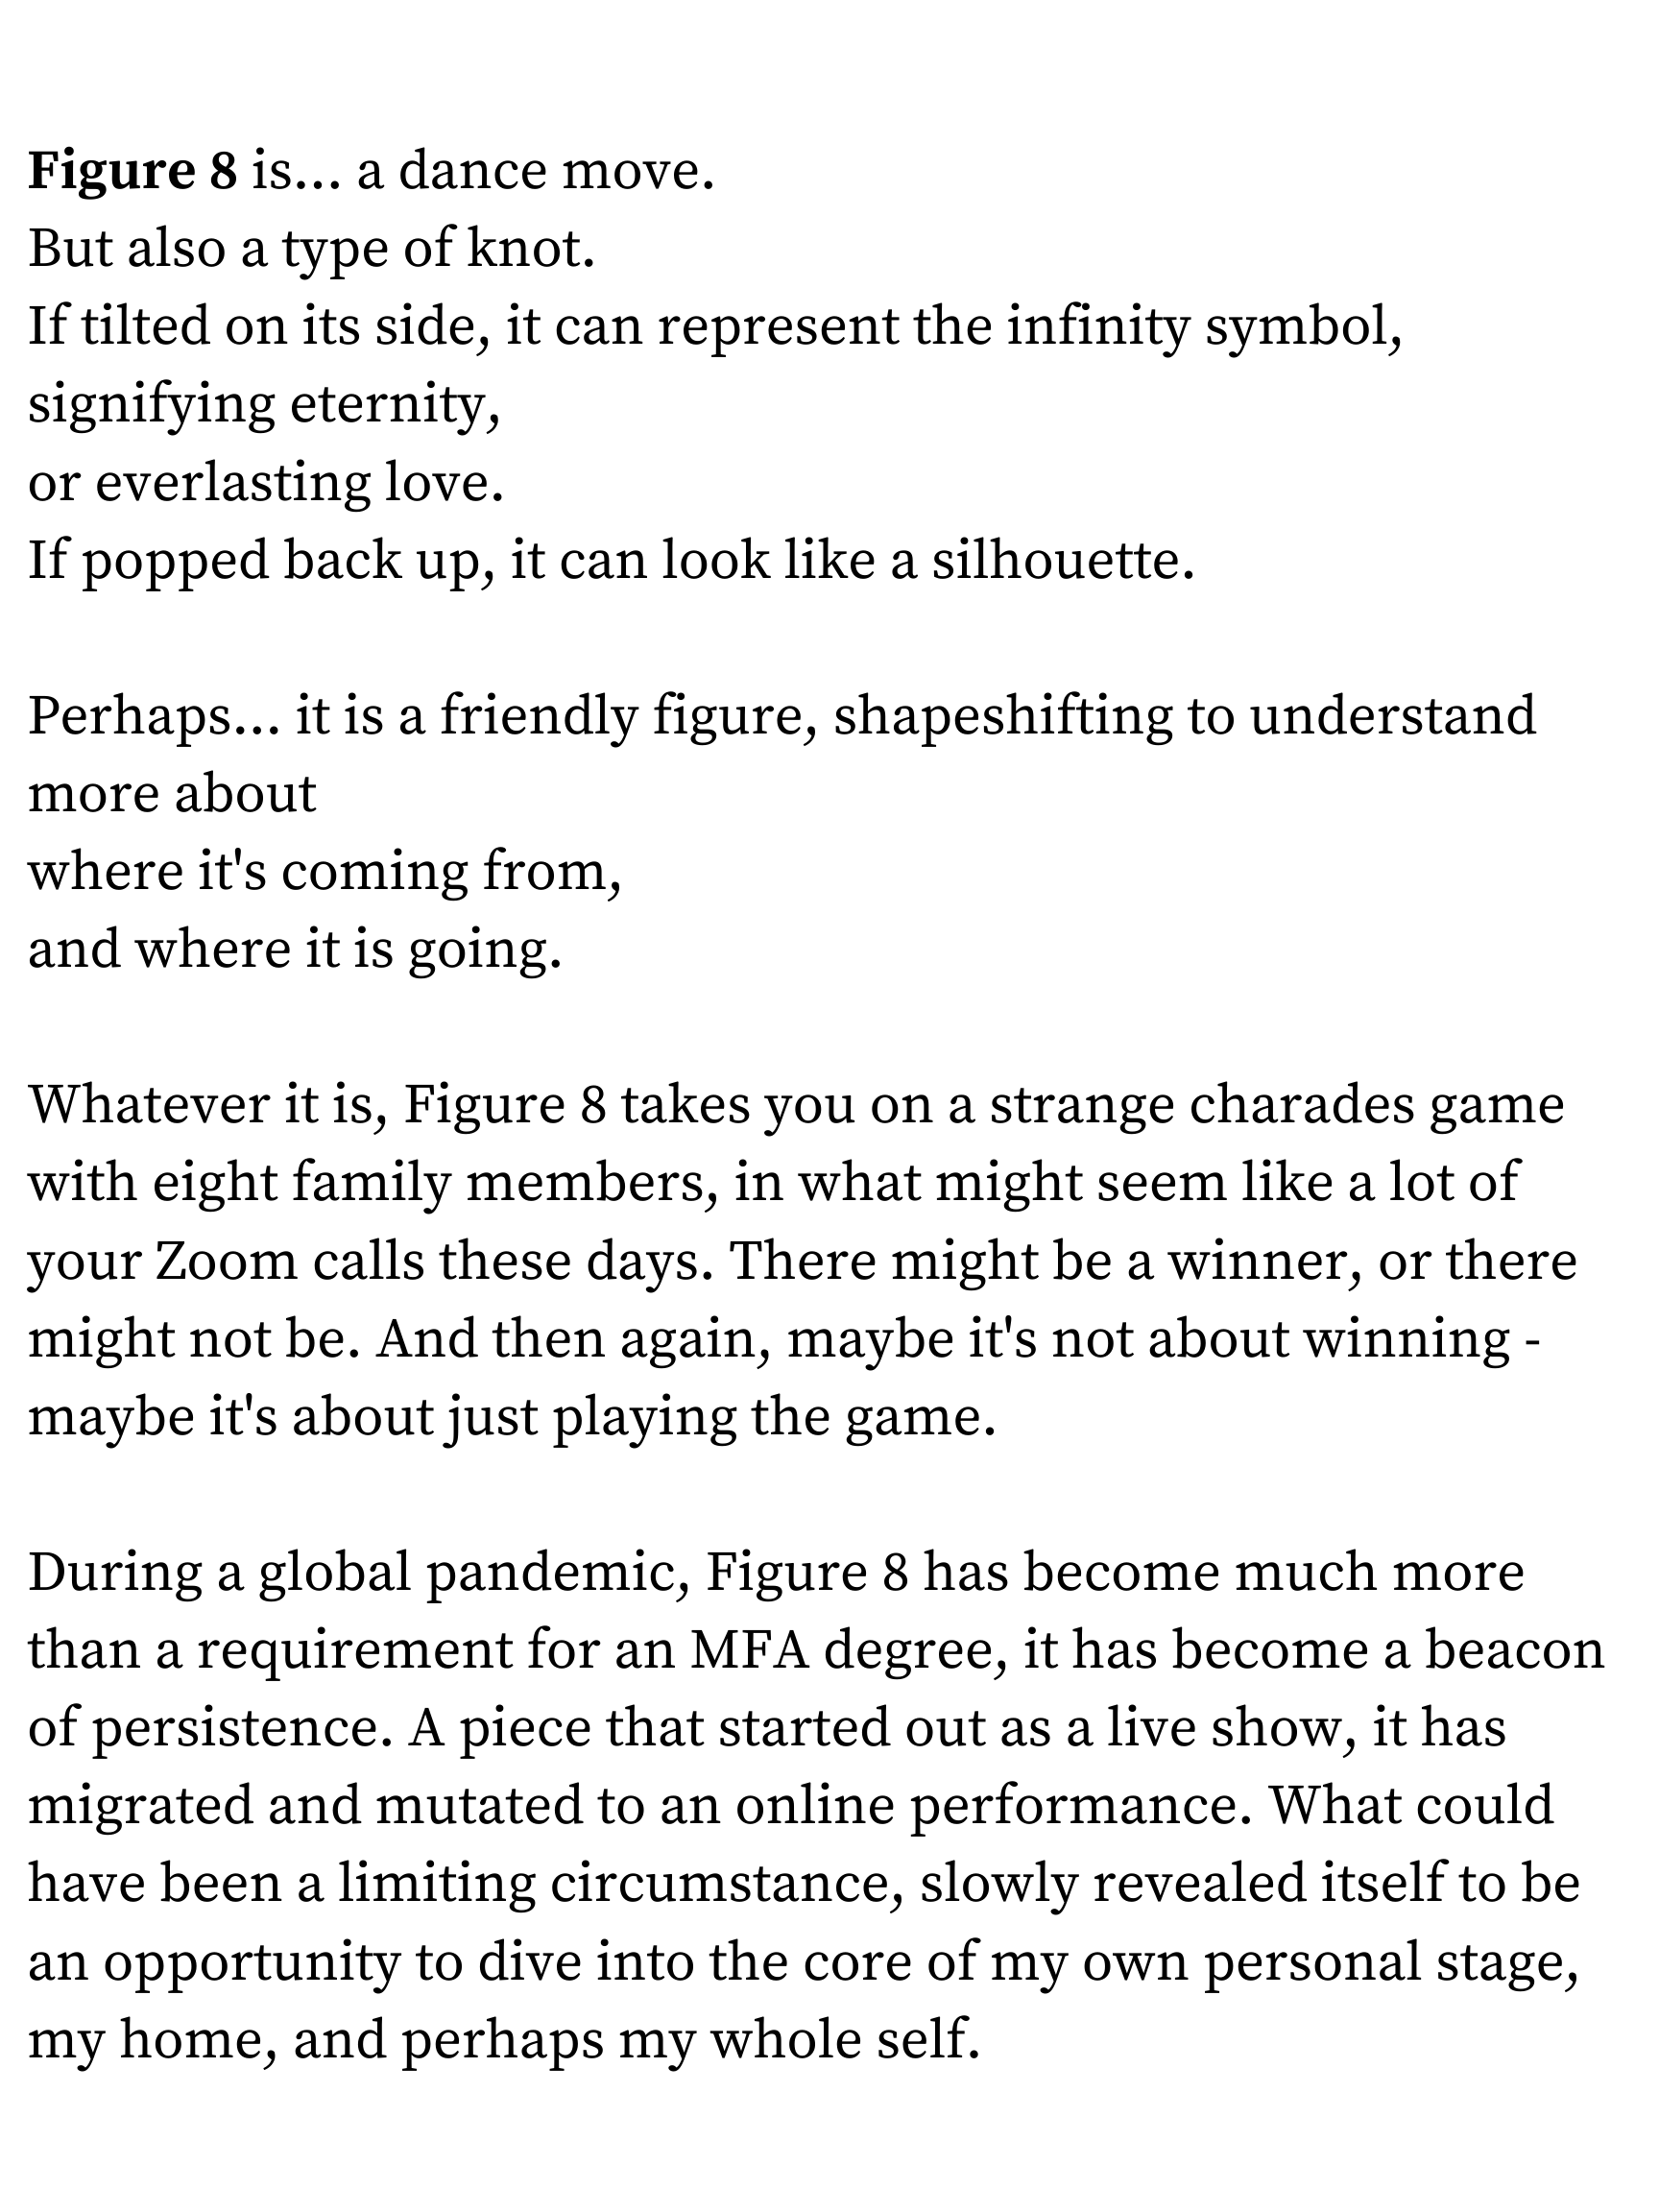 Figure 8 is... a dance move.
But also a type of knot.
If tilted on its side, it can represent the infinity symbol,
signifying eternity,
or everlasting love.
If popped back up, it can look like a silhouette.
Perhaps... it is a friendly figure, shapeshifting to understand
more about
where it's coming from,
and where it is going.
Whatever it is, Figure 8 takes you on a strange charades game
with eight family members, in what might seem like a lot of
your Zoom calls these days. There might be a winner, or there
might not be. And then again, maybe it's not about winning -
maybe it's about just playing the game.
During a global pandemic, Figure 8 has become much more
than a requirement for an MFA degree, it has become a beacon
of persistence. A piece that started out as a live show, it has
migrated and mutated to an online performance. What could
have been a limiting circumstance, slowly revealed itself to be
an opportunity to dive into the core of my own personal stage,
my home, and perhaps my whole self.